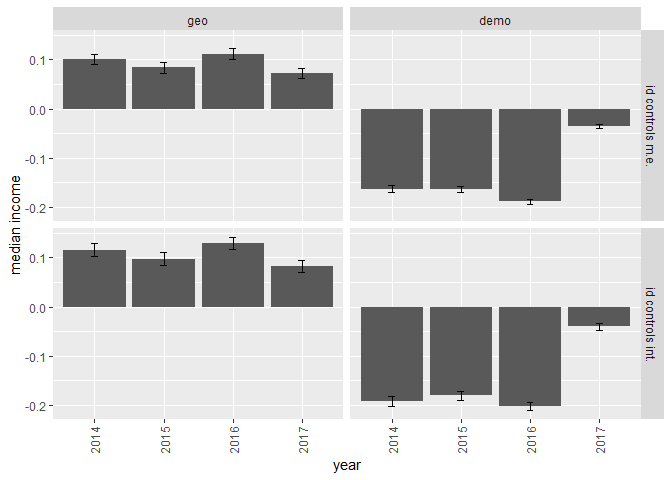 geo
demo
median income
0.1
0.0
-0.1
-0.2
id controls m.e.
0.1
0.0
-0.1
-0.2
id controls int.
2014
2015
2016
2017
2014
2015
2016
2017
year